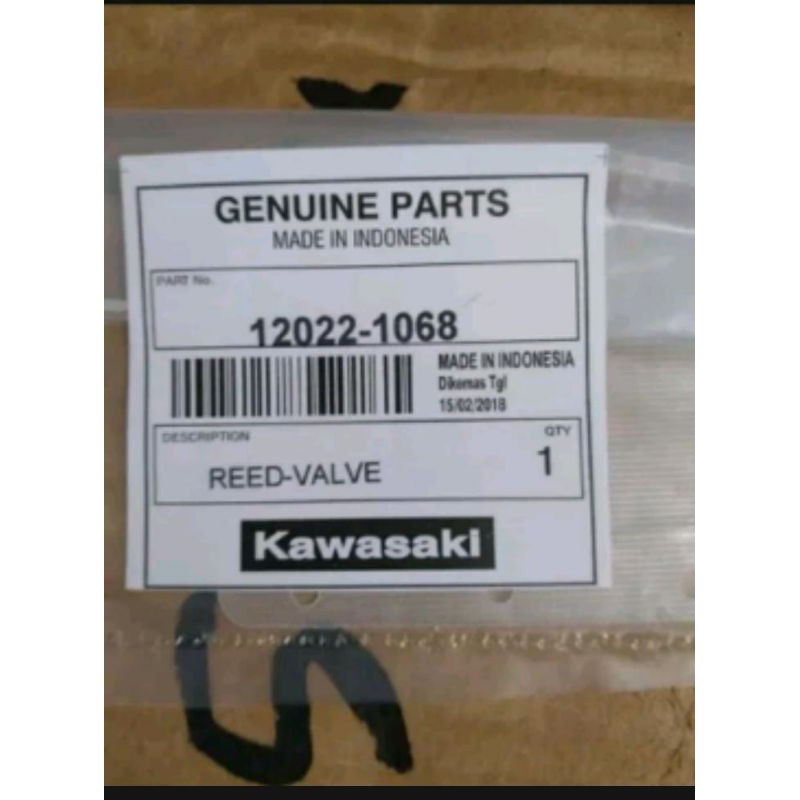 GENUINE PARTS
MADE IN INDONESIA
PART No.
12022-1068
MADE IN INDONESIA
Dikemas Tgl
15/02/2018
DESCRIPTION
QTY
REED-VALVE
1
Kawasaki